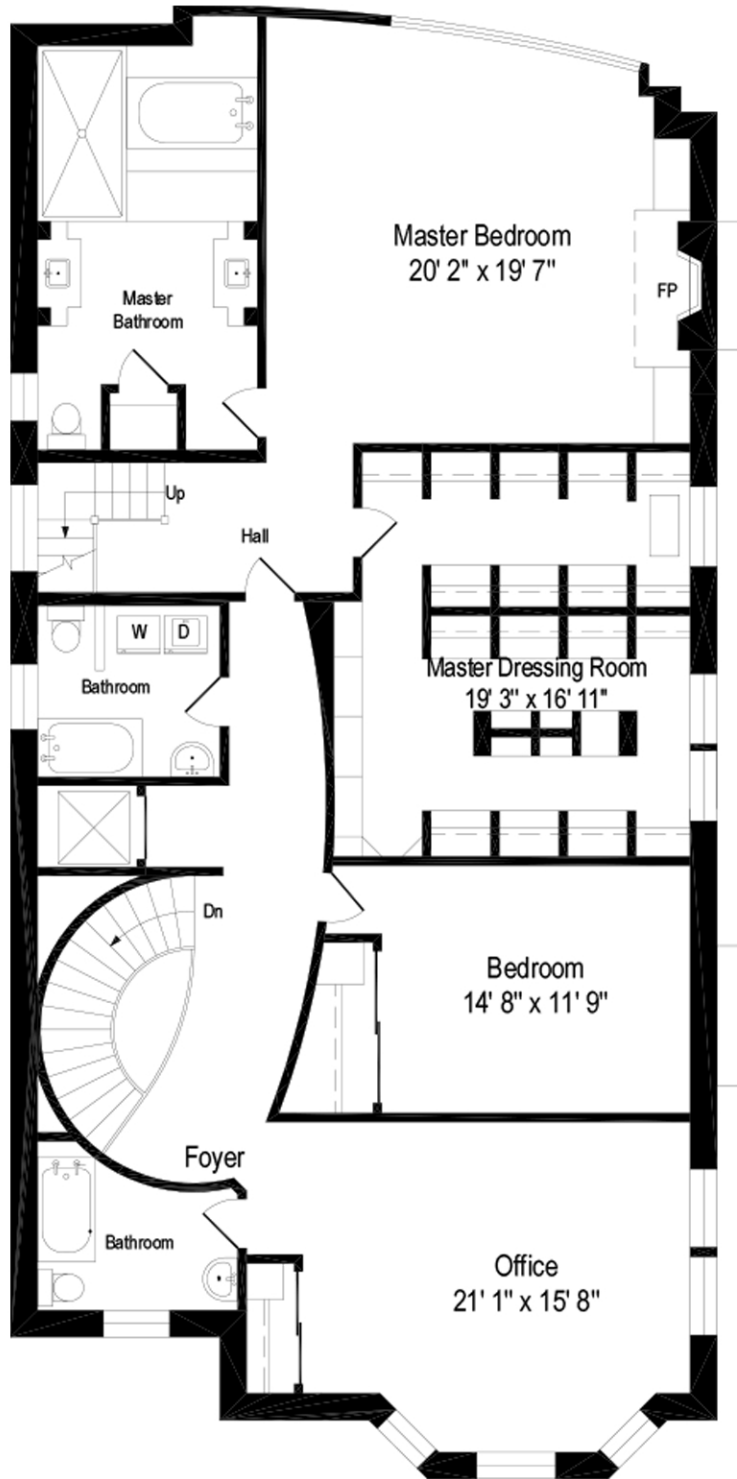 Master Bedroom
20' 2" x 19' 7"
FP
Master
Bathroom
Up
Hall
W D
Bathroom
Master Dressing Room
19' 3" x 16' 11"
Dn
Bedroom
14' 8" x 11' 9"
Foyer
Bathroom
Office
21' 1" x 15' 8"